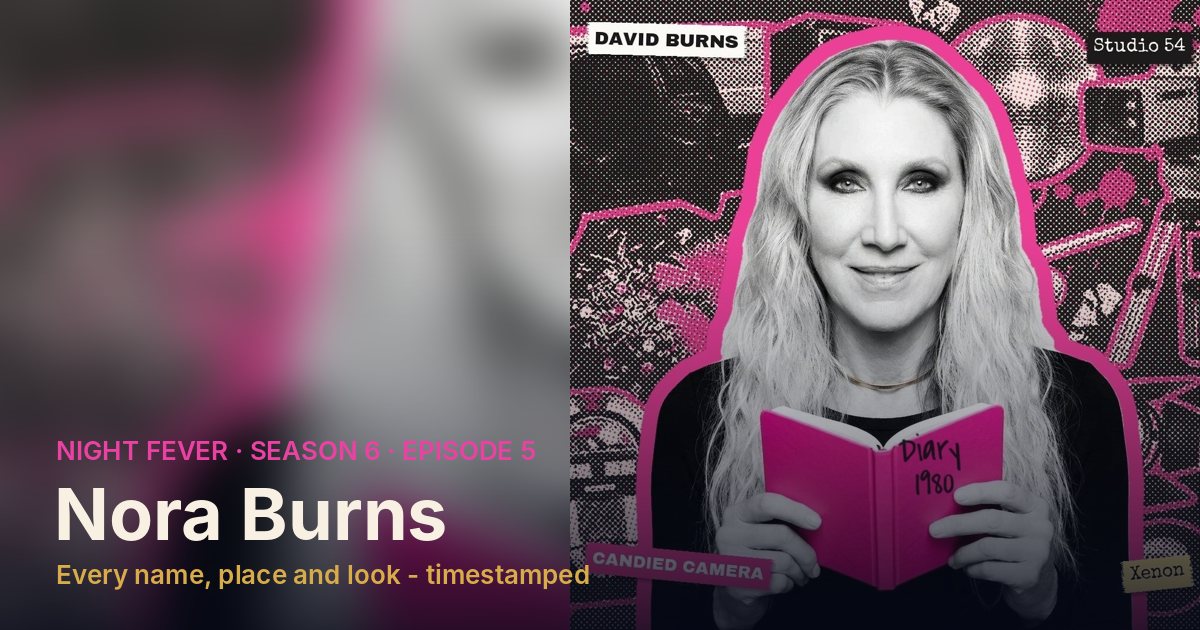 DAVID BURNS
Studio 54
Diary
1980
NIGHT FEVER · SEASON 6 · EPISODE 5
Nora Burns
Every name, place and look - timestamped
CANDIED CAMERA
Xenon